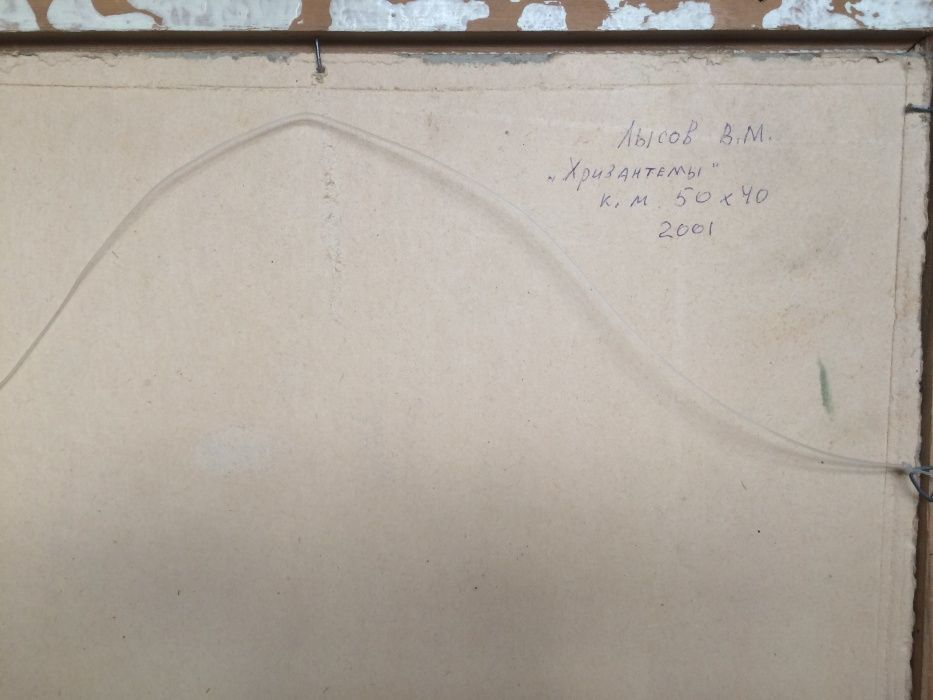 Лысов В.М.
„Хризантемы"
к. м. 50 x 40
2001